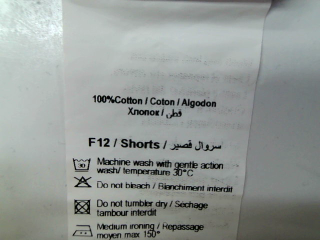 100%Cotton / Coton / Algodon
Хлопок / قطن
F12 / Shorts / سروال قصير
Machine wash with gentle action
wash/ temperature 30°C
Do not bleach / Blanchiment interdit
Do not tumbler dry / Sechage
tambour interdit
Medium ironing / Repassage
moyen max 150°